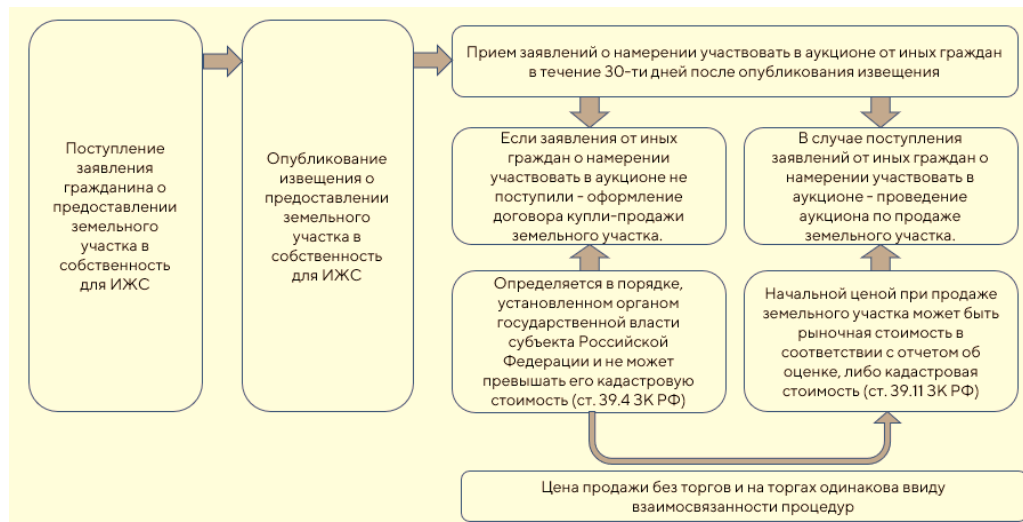 Поступление
заявления
гражданина о
предоставлении
земельного
участка в
собственность
для ИЖС
Опубликование
извещения о
предоставлении
земельного
участка в
собственность
для ИЖС
Прием заявлений о намерении участвовать в аукционе от иных граждан
в течение 30-ти дней после опубликования извещения
Если заявления от иных
граждан о намерении
участвовать в аукционе не
поступили - оформление
договора купли-продажи
земельного участка.
В случае поступления
заявлений от иных граждан о
намерении участвовать в
аукционе - проведение
аукциона по продаже
земельного участка.
Определяется в порядке,
установленном органом
государственной власти
субъекта Российской
Федерации и не может
превышать его кадастровую
стоимость (ст. 39.4 ЗК РФ)
Начальной ценой при продаже
земельного участка может быть
рыночная стоимость в
соответствии с отчетом об
оценке, либо кадастровая
стоимость (ст. 39.11 ЗК РФ)
Цена продажи без торгов и на торгах одинакова ввиду
взаимосвязанности процедур